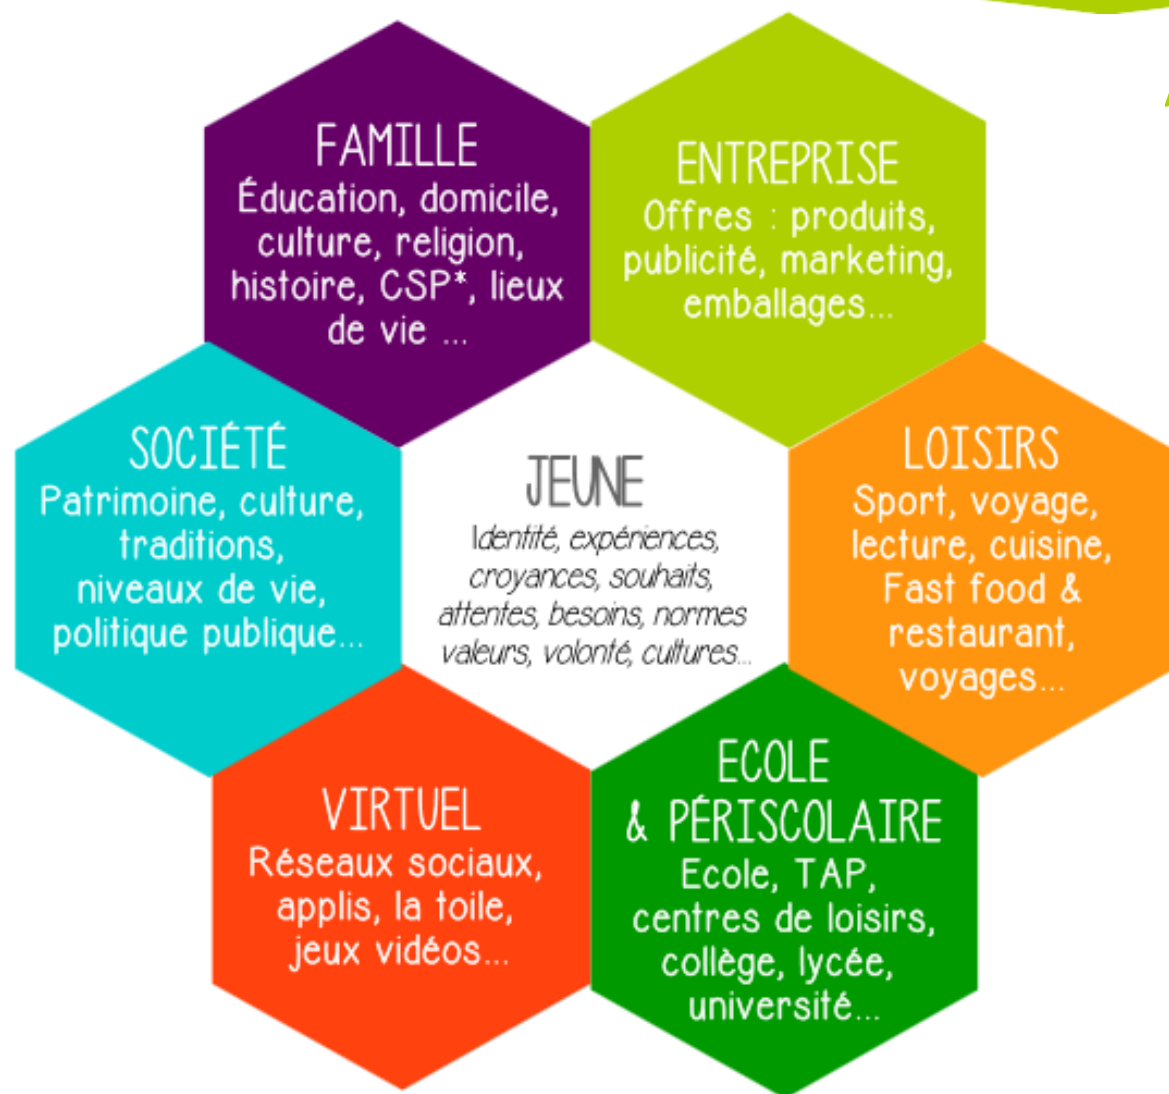 FAMILLE
Éducation, domicile,
culture, religion,
histoire, CSP*, lieux
de vie ...
ENTREPRISE
Offres : produits,
publicité, marketing,
emballages...
SOCIÉTÉ
Patrimoine, culture,
traditions,
niveaux de vie,
politique publique...
JEUNE
Identité, expériences,
croyances, souhaits,
attentes, besoins, normes
valeurs, volonté, cultures...
LOISIRS
Sport, voyage,
lecture, cuisine,
Fast food &
restaurant,
voyages...
VIRTUEL
Réseaux sociaux,
applis, la toile,
jeux vidéos...
ECOLE
& PÉRISCOLAIRE
Ecole, TAP,
centres de loisirs,
collège, lycée,
université...